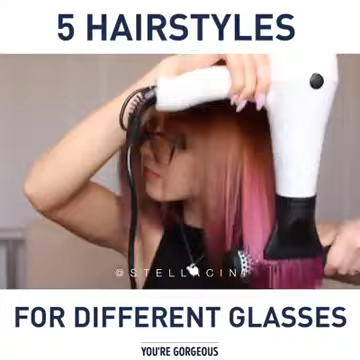 5 HAIRSTYLES
@STELLACINI
FOR DIFFERENT GLASSES
YOU'RE GORGEOUS